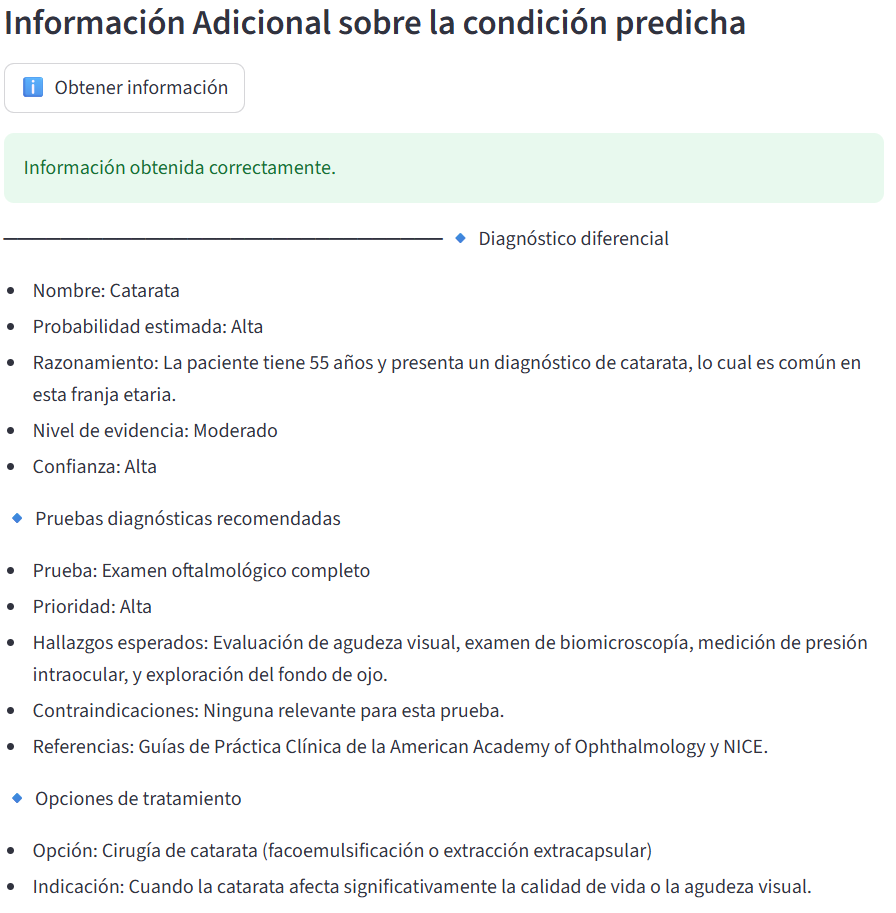 Información Adicional sobre la condición predicha
Obtener información
Información obtenida correctamente.
Diagnóstico diferencial
Nombre: Catarata
Probabilidad estimada: Alta
Razonamiento: La paciente tiene 55 años y presenta un diagnóstico de catarata, lo cual es común en
esta franja etaria.
Nivel de evidencia: Moderado
Confianza: Alta
Pruebas diagnósticas recomendadas
Prueba: Examen oftalmológico completo
Prioridad: Alta
Hallazgos esperados: Evaluación de agudeza visual, examen de biomicroscopía, medición de presión
intraocular, y exploración del fondo de ojo.
Contraindicaciones: Ninguna relevante para esta prueba.
Referencias: Guías de Práctica Clínica de la American Academy of Ophthalmology y NICE.
Opciones de tratamiento
Opción: Cirugía de catarata (facoemulsificación o extracción extracapsular)
Indicación: Cuando la catarata afecta significativamente la calidad de vida o la agudeza visual.